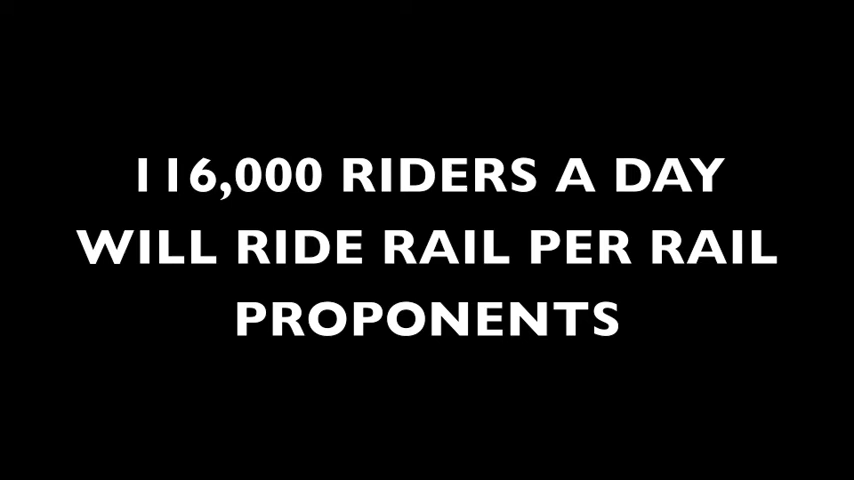 116,000 RIDERS A DAY
WILL RIDE RAIL PER RAIL
PROPONENTS